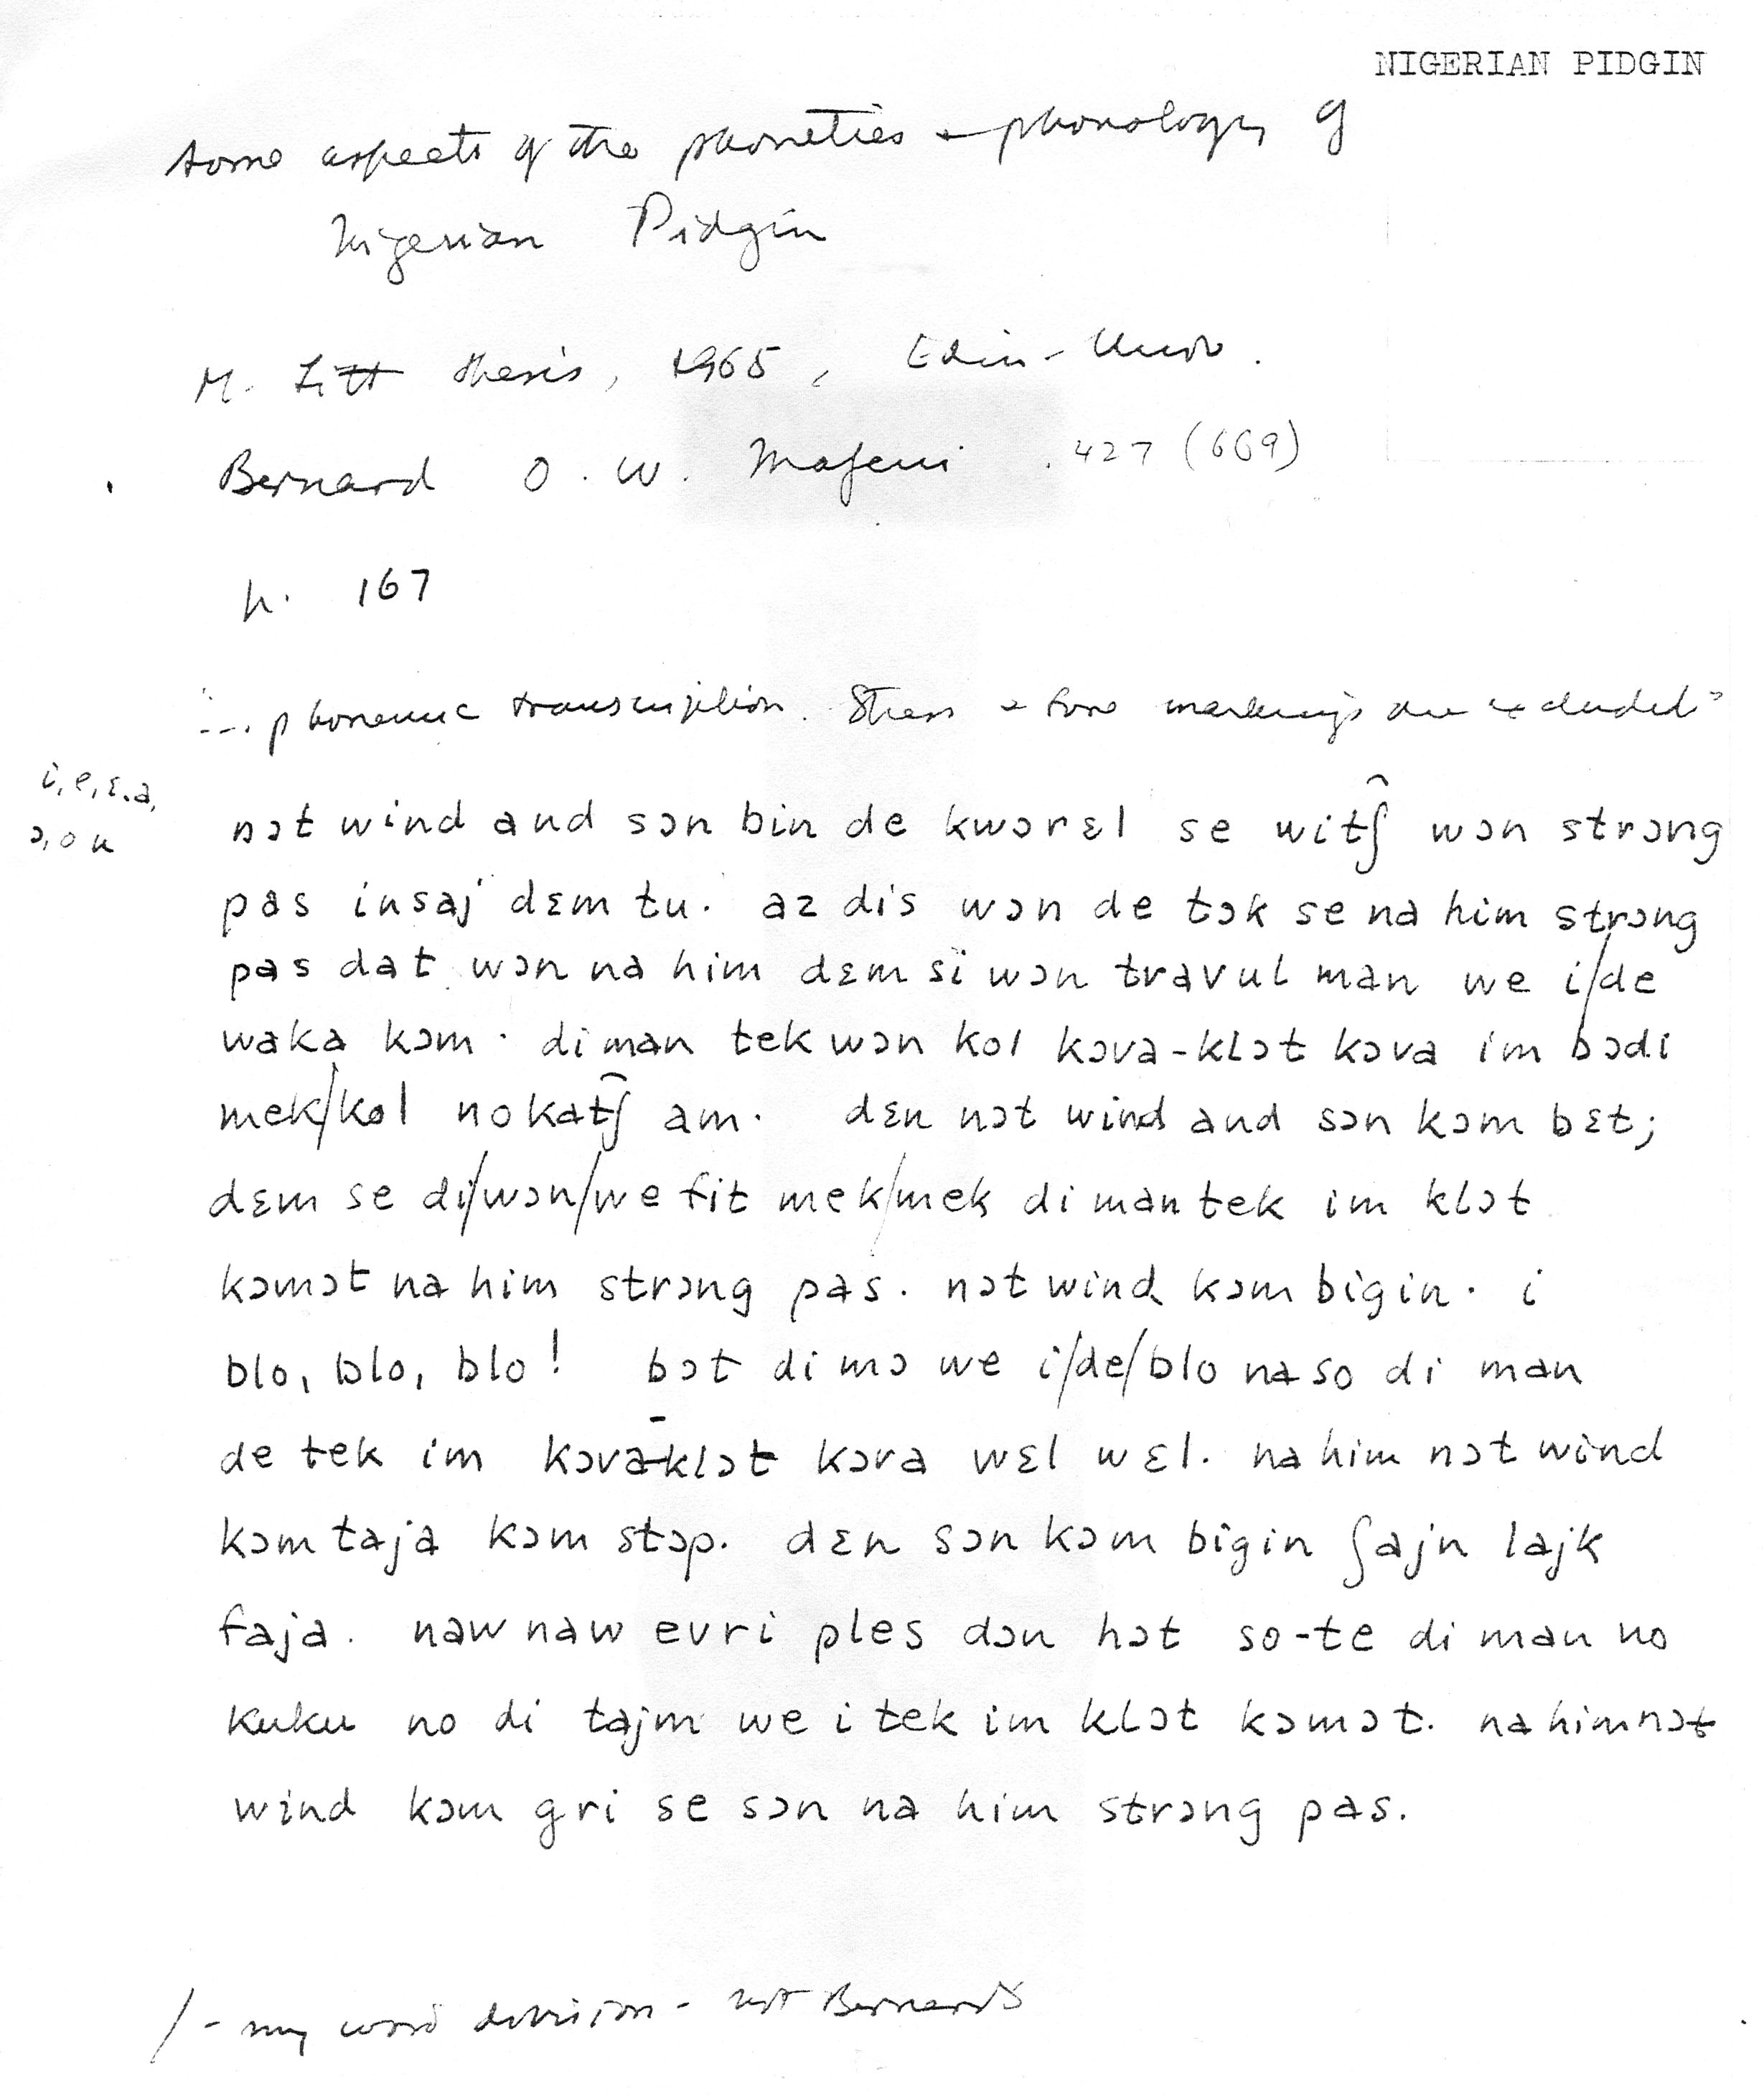 NIGERIAN PIDGIN
Some aspects of the phonetics + phonology of
Nigerian Pidgin
M. Litt thesis, 1965, Edin- Univ.
Bernard O. W. Mafeni . 427 (669)
p. 167
"... phonemic transcription. Stress + tone markings are excluded"
i, e, ɛ, a,
ɔ, o u
nɔt wind and sɔn bin de kwɔrɛl se wit͡ʃ wɔn strɔng
pas insaj dɛm tu. az dis wɔn de tɔk se na him strɔng
pas dat wɔn na him dɛm si wɔn travul man we i/de
waka kɔm. di man tek wɔn kol kɔva-klɔt kɔva im bɔdi
mek/kol no kat͡ʃ am. dɛn nɔt wind and sɔn kɔm bɛt;
dɛm se di/wɔn/we fit mek/mek di man tek im klɔt
kɔmɔt na him strɔng pas. nɔt wind kɔm bigin. i
blo, blo, blo! bɔt di mɔ we i/de/blo na so di man
de tek im kɔva-klɔt kɔva wɛl wɛl. na him nɔt wind
kɔm taja kɔm stɔp. dɛn sɔn kɔm bigin ʃajn lajk
faja. naw naw evri ples dɔn hɔt so-te di man no
kuku no di tajm we i tek im klɔt kɔmɔt. na him nɔt
wind kɔm gri se sɔn na him strɔng pas.
/ - my word division - not Bernard's